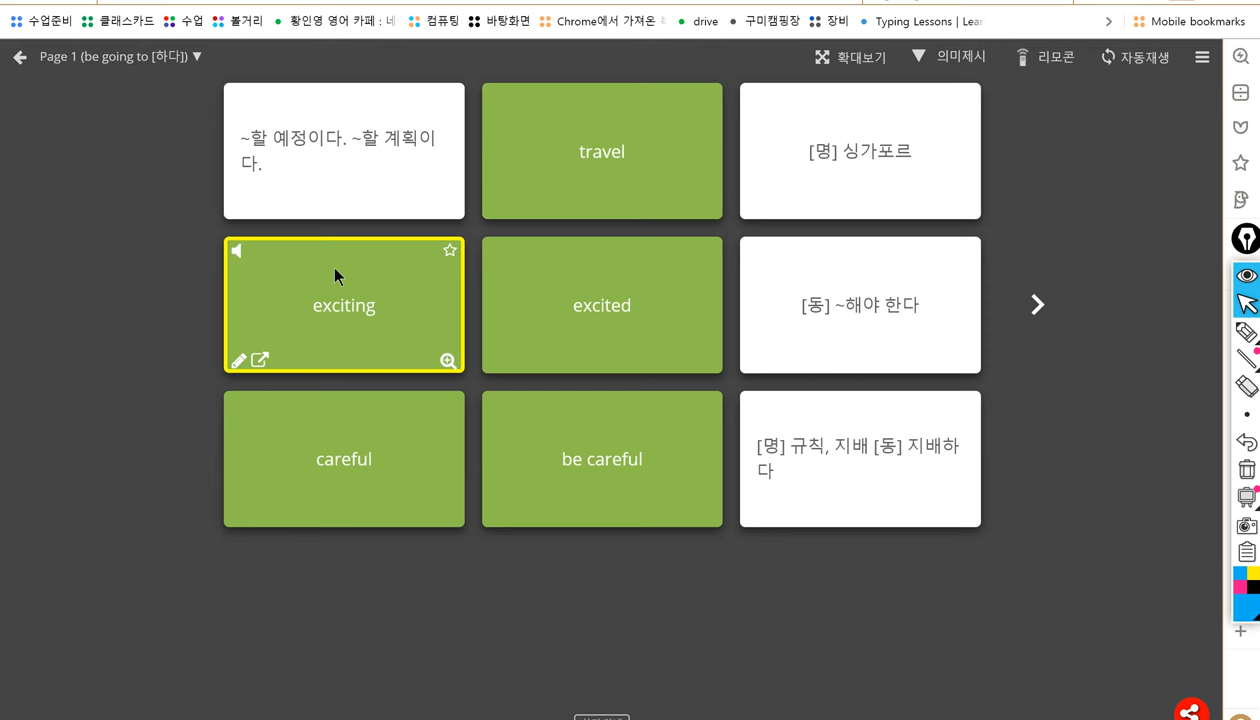 수업준비 클래스카드 수업 볼거리 황인영 영어 카페 : 네 컴퓨팅 바탕화면 Chrome에서 가져온 drive 구미캠핑장 장비 Typing Lessons | Lear Mobile bookmarks
Page 1 (be going to [하다]) ▼ 확대보기 ▼ 의미제시 리모콘 자동재생
~할 예정이다. ~할 계획이
다.
travel
[명] 싱가포르
exciting
excited
[동] ~해야 한다
careful
be careful
[명] 규칙, 지배 [동] 지배하
다